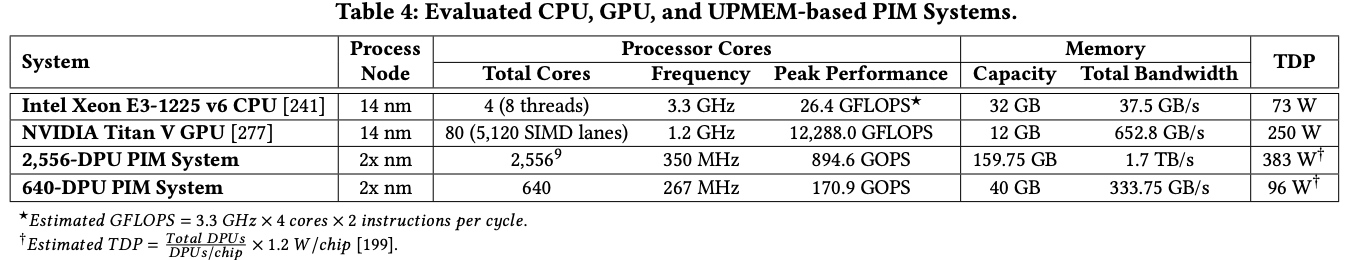 Table 4: Evaluated CPU, GPU, and UPMEM-based PIM Systems.
System Process Node Processor Cores Memory TDP
Total Cores Frequency Peak Performance Capacity Total Bandwidth
Intel Xeon E3-1225 v6 CPU [241] 14 nm 4 (8 threads) 3.3 GHz 26.4 GFLOPS★ 32 GB 37.5 GB/s 73 W
NVIDIA Titan V GPU [277] 14 nm 80 (5,120 SIMD lanes) 1.2 GHz 12,288.0 GFLOPS 12 GB 652.8 GB/s 250 W
2,556-DPU PIM System 2x nm 2,556⁹ 350 MHz 894.6 GOPS 159.75 GB 1.7 TB/s 383 W†
640-DPU PIM System 2x nm 640 267 MHz 170.9 GOPS 40 GB 333.75 GB/s 96 W†
★Estimated GFLOPS = 3.3 GHz × 4 cores × 2 instructions per cycle.
†Estimated TDP = Total DPUs / DPUs/chip × 1.2 W/chip [199].